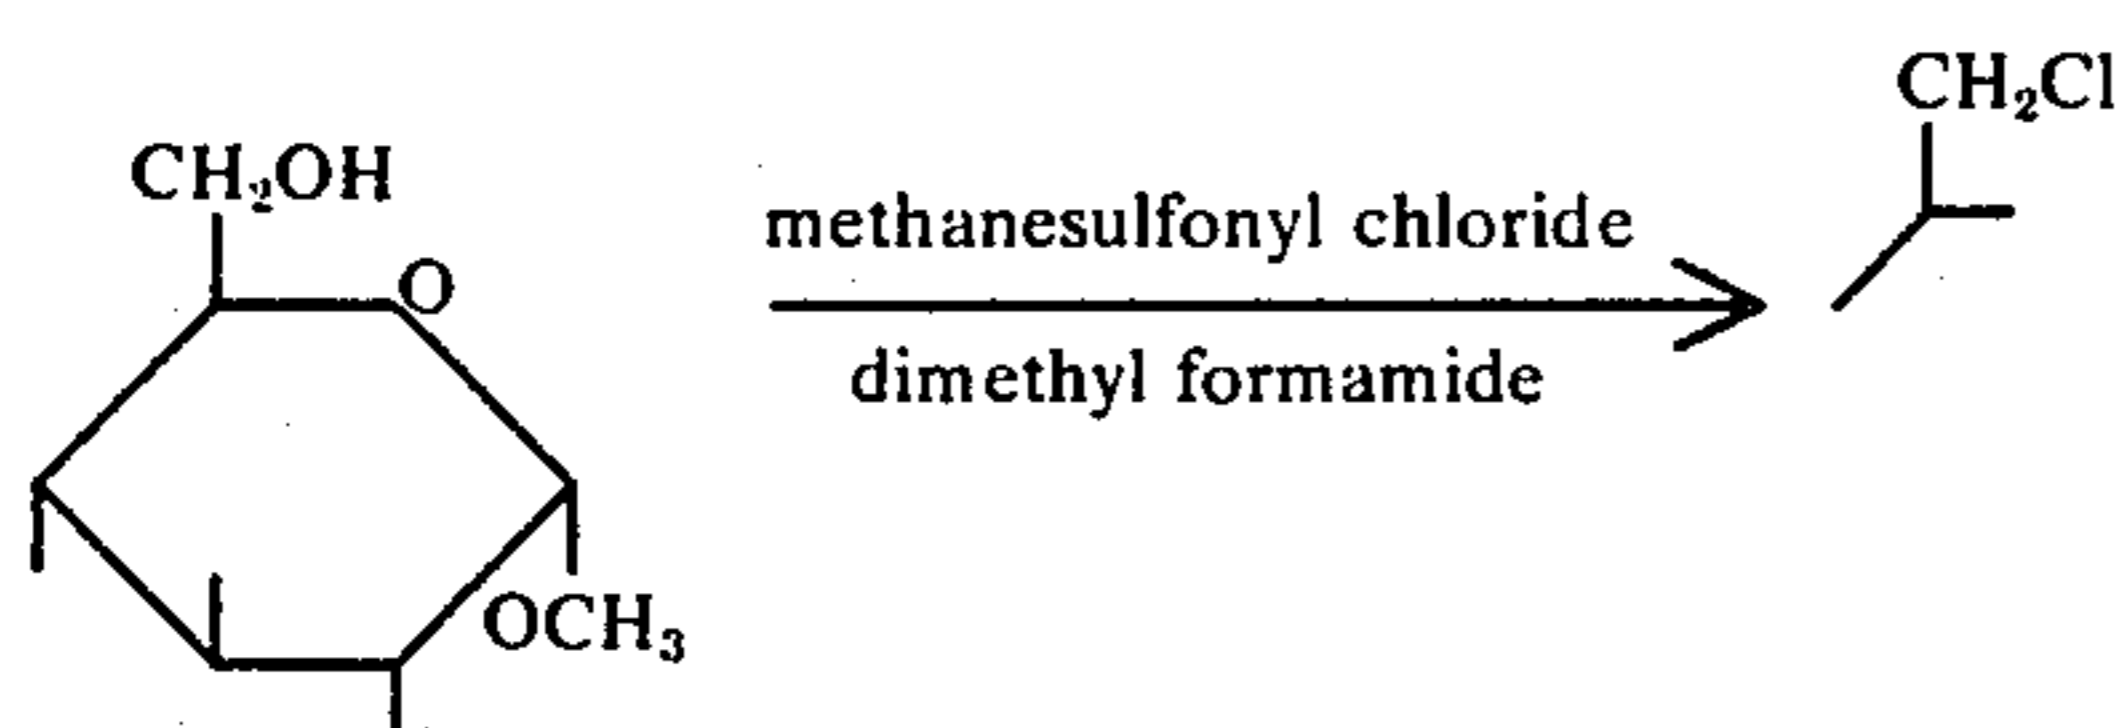 CH₂Cl
CH₂OH
methanesulfonyl chloride
O
dimethyl formamide
OCH₃